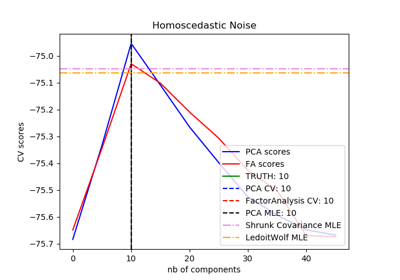 Homoscedastic Noise
CV scores
−75.0
−75.1
−75.2
−75.3
−75.4
−75.5
−75.6
−75.7
0
10
20
30
40
nb of components
PCA scores
FA scores
TRUTH: 10
PCA CV: 10
FactorAnalysis CV: 10
PCA MLE: 10
Shrunk Covariance MLE
LedoitWolf MLE